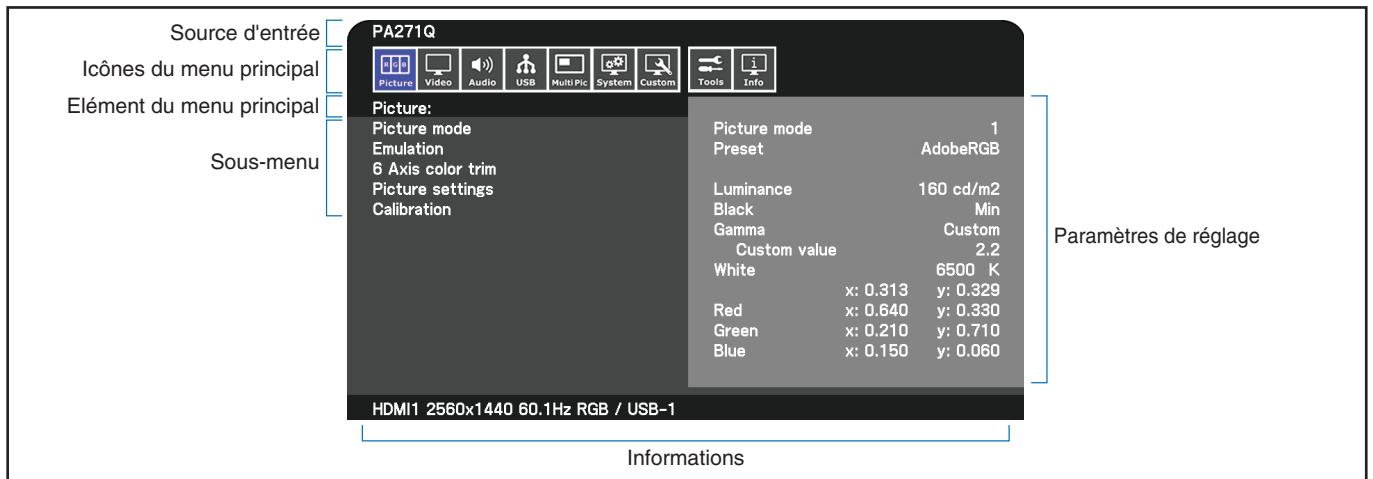 Source d'entrée
PA271Q
Icônes du menu principal
RGB
Picture Video Audio USB Multi Pic System Custom Tools Info
Elément du menu principal
Picture:
Sous-menu
Picture mode
Emulation
6 Axis color trim
Picture settings
Calibration
Picture mode 1
Preset AdobeRGB
Luminance 160 cd/m2
Black Min
Gamma Custom
Custom value 2.2
White 6500 K
x: 0.313 y: 0.329
Red x: 0.640 y: 0.330
Green x: 0.210 y: 0.710
Blue x: 0.150 y: 0.060
Paramètres de réglage
HDMI1 2560x1440 60.1Hz RGB / USB-1
Informations